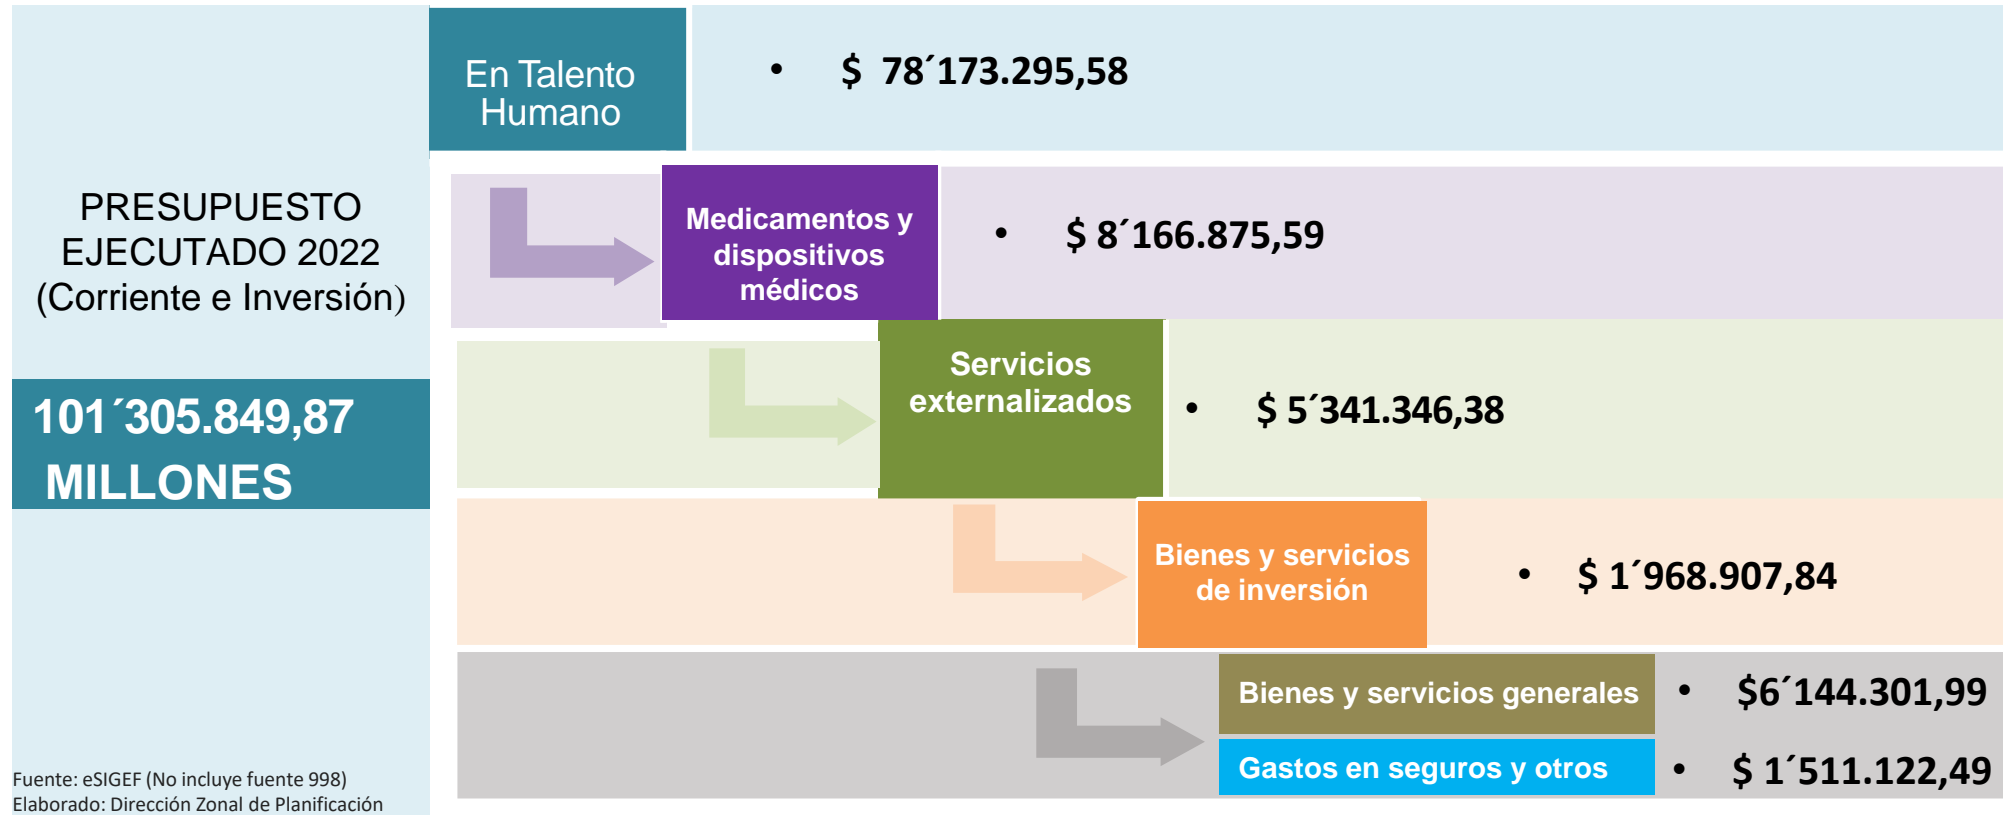 PRESUPUESTO
EJECUTADO 2022
(Corriente e Inversión)
101´305.849,87
MILLONES
Fuente: eSIGEF (No incluye fuente 998)
Elaborado: Dirección Zonal de Planificación
En Talento
Humano
• $ 78´173.295,58
Medicamentos y
dispositivos
médicos
• $ 8´166.875,59
Servicios
externalizados
• $ 5´341.346,38
Bienes y servicios
de inversión
• $ 1´968.907,84
Bienes y servicios generales
• $6´144.301,99
Gastos en seguros y otros
• $ 1´511.122,49